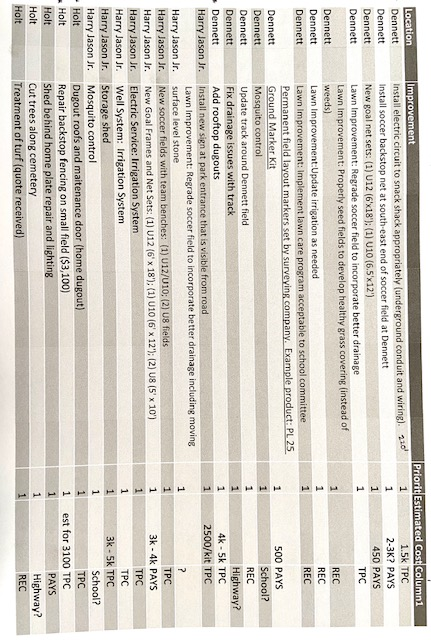 Location Improvement Priorit Estimated Cost Column1
Dennett Install electric circuit to snack shack appropriately (underground conduit and wiring). 1 1.5k TPC
Dennett Install soccer backstop net at south-east end of soccer field at Dennett 1 2-3K? PAYS
Dennett New goal net sets: (1) U12 (6'x18'); (1) U10 (6.5'x12') 1 450 PAYS
Dennett Lawn Improvement: Regrade soccer field to incorporate better drainage 1 TPC
Lawn Improvement: Properly seed fields to develop healthy grass covering (instead of
Dennett weeds) 1 REC
Dennett Lawn Improvement: Update irrigation as needed 1 REC
Dennett Lawn Improvement: Implement lawn care program acceptable to school committee 1 REC
Permanent field layout markers set by surveying company. Example product: PL 25
Dennett Ground Marker Kit 1 500 PAYS
Dennett Mosquito control 1 School?
Dennett Update track around Dennett field 1 REC
Dennett Fix drainage issues with track 1 Highway?
Dennett Add rooftop dugouts 1 4k - 5k TPC
Harry Jason Jr. Install new sign at park entrance that is visible from road 1 2500/kit TPC
Lawn Improvement: Regrade soccer field to incorporate better drainage including moving
Harry Jason Jr. surface level stone 1 ?
Harry Jason Jr. New soccer fields with team benches: (1) U12/U10; (2) U8 fields 1 TPC
Harry Jason Jr. New Goal Frames and Net Sets: (1) U12 (6' x 18'); (1) U10 (6' x 12'); (2) U8 (5' x 10') 1 3k - 4k PAYS
Harry Jason Jr. Electric Service: Irrigation System 1 TPC
Harry Jason Jr. Well System: Irrigation System 1 TPC
Harry Jason Jr. Storage shed 1 3k - 5k TPC
Harry Jason Jr. Mosquito control 1 School?
Holt Dugout roofs and maitenance door (home dugout) 1 TPC
Holt Repair backstop fencing on small field ($3,100) 1 est for 3100 TPC
Holt Shed behind home plate repair and lighting 1 PAYS
Holt Cut trees along cemetery 1 Highway?
Holt Treatment of turf (quote received) 1 REC